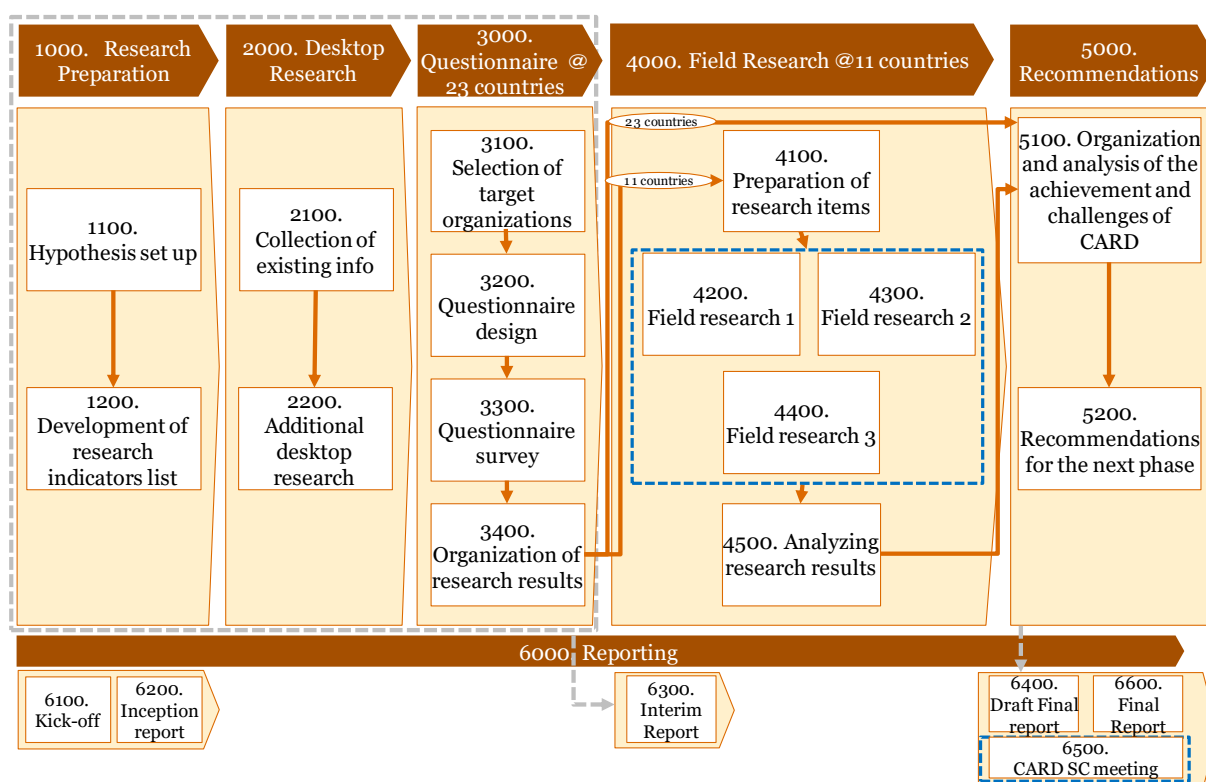 1000. Research
Preparation
2000. Desktop
Research
3000.
Questionnaire @
23 countries
4000. Field Research @11 countries
5000.
Recommendations
1100.
Hypothesis set up
1200.
Development of
research
indicators list
2100.
Collection of
existing info
2200.
Additional
desktop
research
3100.
Selection of
target
organizations
3200.
Questionnaire
design
3300.
Questionnaire
survey
3400.
Organization of
research results
23 countries
11 countries
4100.
Preparation of
research items
4200.
Field research 1
4300.
Field research 2
4400.
Field research 3
4500. Analyzing
research results
5100. Organization
and analysis of the
achievement and
challenges of
CARD
5200.
Recommendations
for the next phase
6000. Reporting
6100.
Kick-off
6200.
Inception
report
6300.
Interim
Report
6400.
Draft Final
report
6600.
Final
Report
6500.
CARD SC meeting